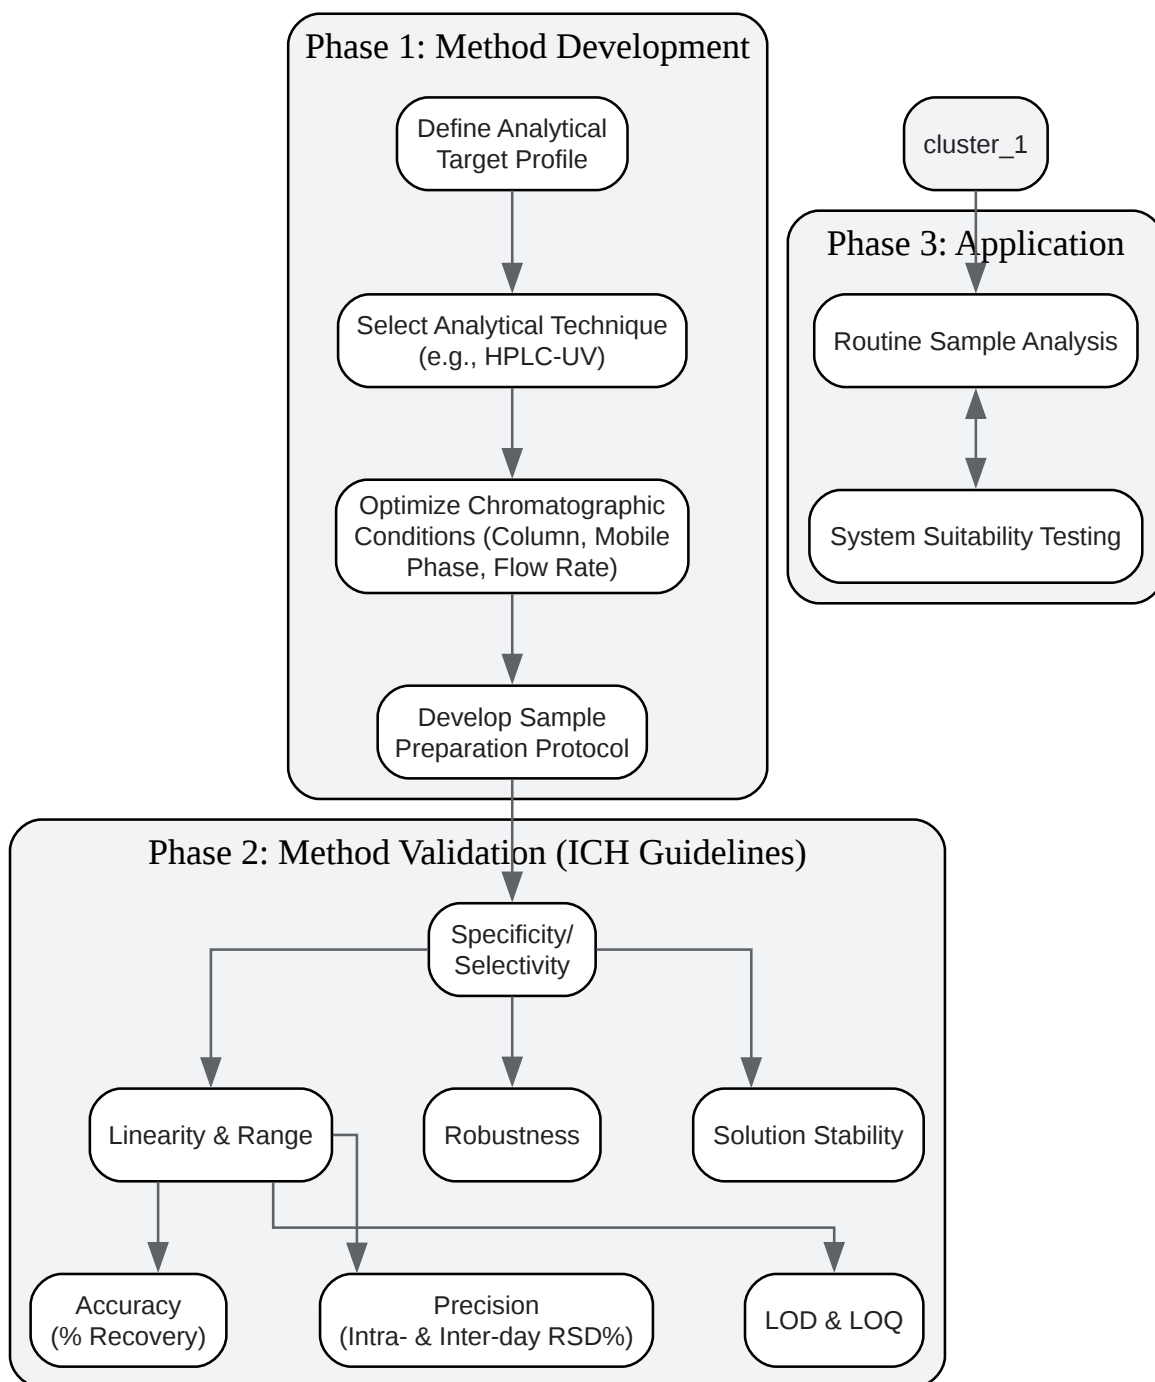 Phase 1: Method Development
Define Analytical
Target Profile
Select Analytical Technique
(e.g., HPLC-UV)
Optimize Chromatographic
Conditions (Column, Mobile
Phase, Flow Rate)
Develop Sample
Preparation Protocol
cluster_1
Phase 3: Application
Routine Sample Analysis
System Suitability Testing
Phase 2: Method Validation (ICH Guidelines)
Specificity/
Selectivity
Linearity & Range
Robustness
Solution Stability
Accuracy
(% Recovery)
Precision
(Intra- & Inter-day RSD%)
LOD & LOQ